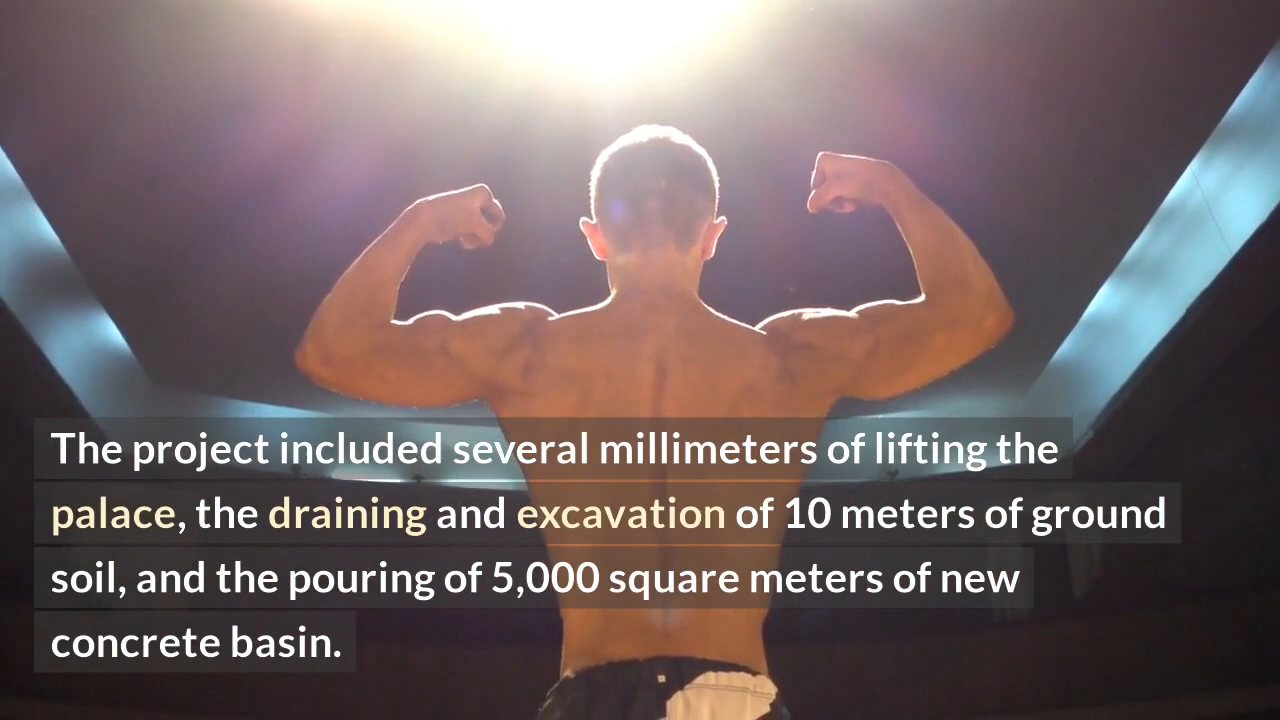 The project included several millimeters of lifting the
palace, the draining and excavation of 10 meters of ground
soil, and the pouring of 5,000 square meters of new
concrete basin.